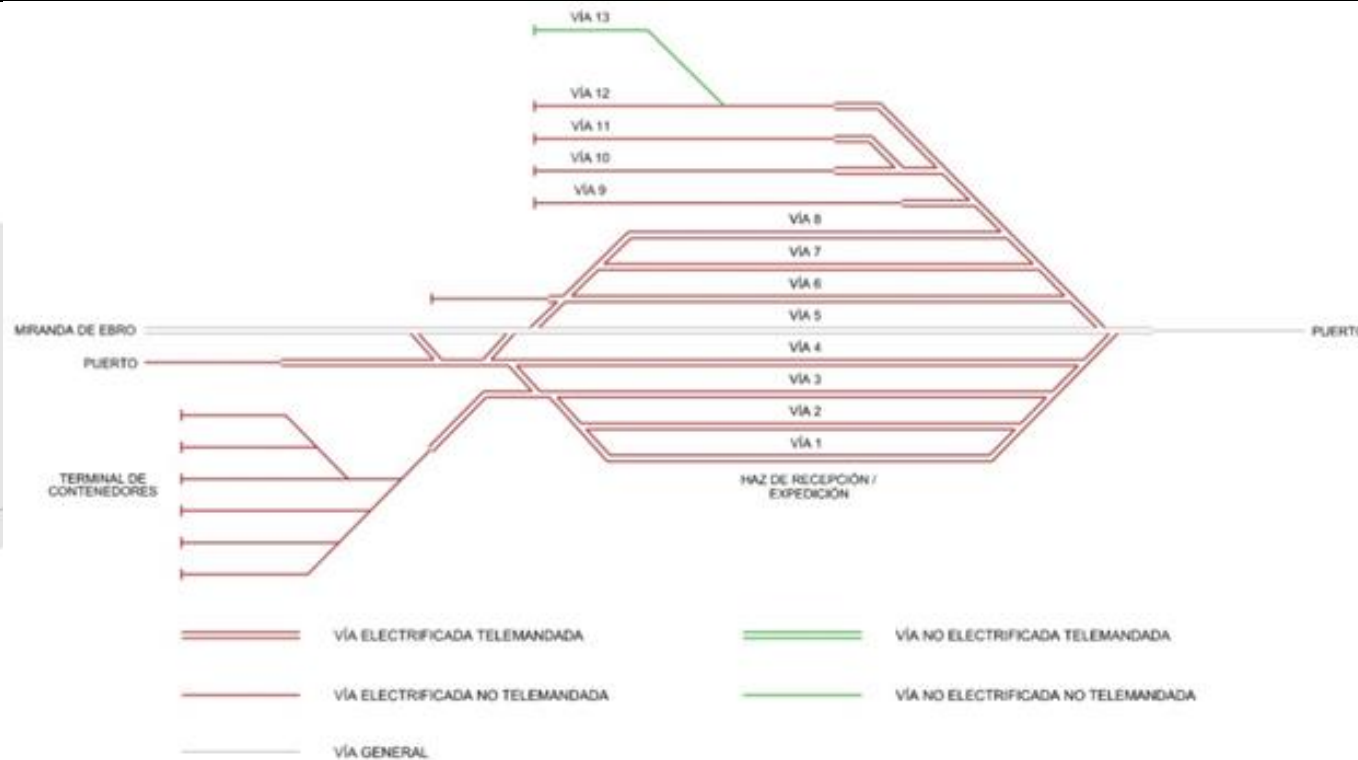 VÍA 13
VÍA 12
VÍA 11
VÍA 10
VÍA 9
VÍA 8
VÍA 7
VÍA 6
VÍA 5
MIRANDA DE EBRO
PUERTO
VÍA 4
PUERTO
VÍA 3
VÍA 2
VÍA 1
TERMINAL DE
CONTENEDORES
HAZ DE RECEPCIÓN /
EXPEDICIÓN
VÍA ELECTRIFICADA TELEMANDADA
VÍA NO ELECTRIFICADA TELEMANDADA
VÍA ELECTRIFICADA NO TELEMANDADA
VÍA NO ELECTRIFICADA NO TELEMANDADA
VÍA GENERAL